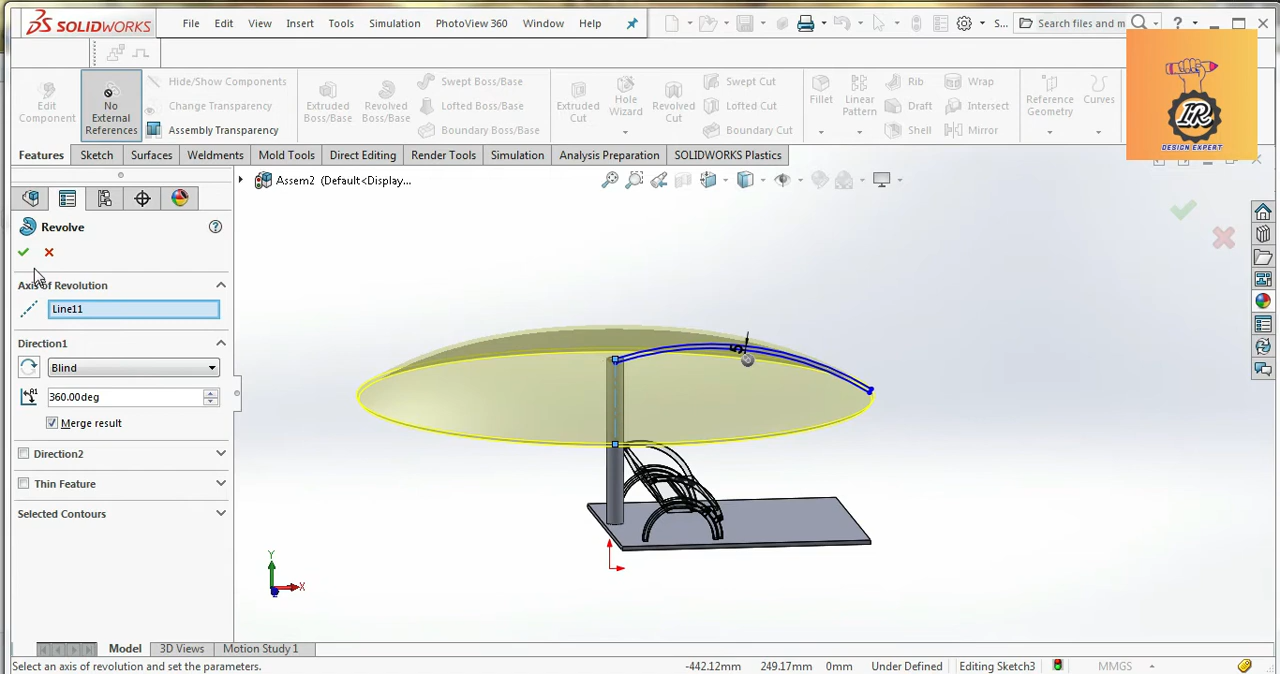 SOLIDWORKS File Edit View Insert Tools Simulation PhotoView 360 Window Help S... Search files and m ?
Edit Component
No External References
Hide/Show Components
Change Transparency
Assembly Transparency
Extruded Boss/Base
Revolved Boss/Base
Swept Boss/Base
Lofted Boss/Base
Boundary Boss/Base
Extruded Cut
Hole Wizard
Revolved Cut
Swept Cut
Lofted Cut
Boundary Cut
Fillet
Linear Pattern
Rib
Draft
Shell
Wrap
Intersect
Mirror
Reference Geometry
Curves
IR
DESIGN EXPERT
Features Sketch Surfaces Weldments Mold Tools Direct Editing Render Tools Simulation Analysis Preparation SOLIDWORKS Plastics
Assem2 (Default<Display...
Revolve ?
Axis of Revolution
Line11
Direction1
Blind
360.00deg
Merge result
Direction2
Thin Feature
Selected Contours
5
Y
X
Model 3D Views Motion Study 1
Select an axis of revolution and set the parameters. -442.12mm 249.17mm 0mm Under Defined Editing Sketch3 MMGS